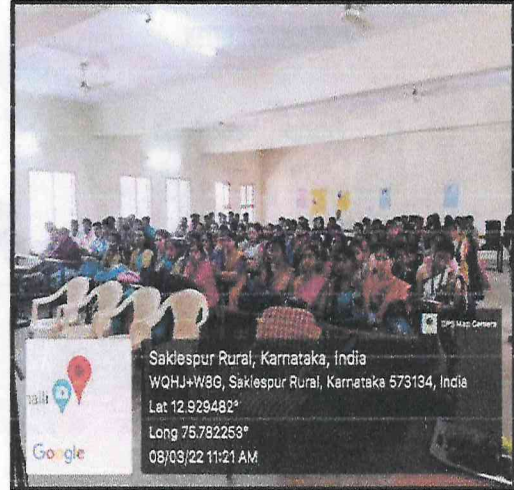 GPS Map Camera
Saklespur Rural, Karnataka, India
WQHJ+W8G, Saklespur Rural, Karnataka 573134, India
Lat 12.929482°
Long 75.782253°
08/03/22 11:21 AM
nalli
Google